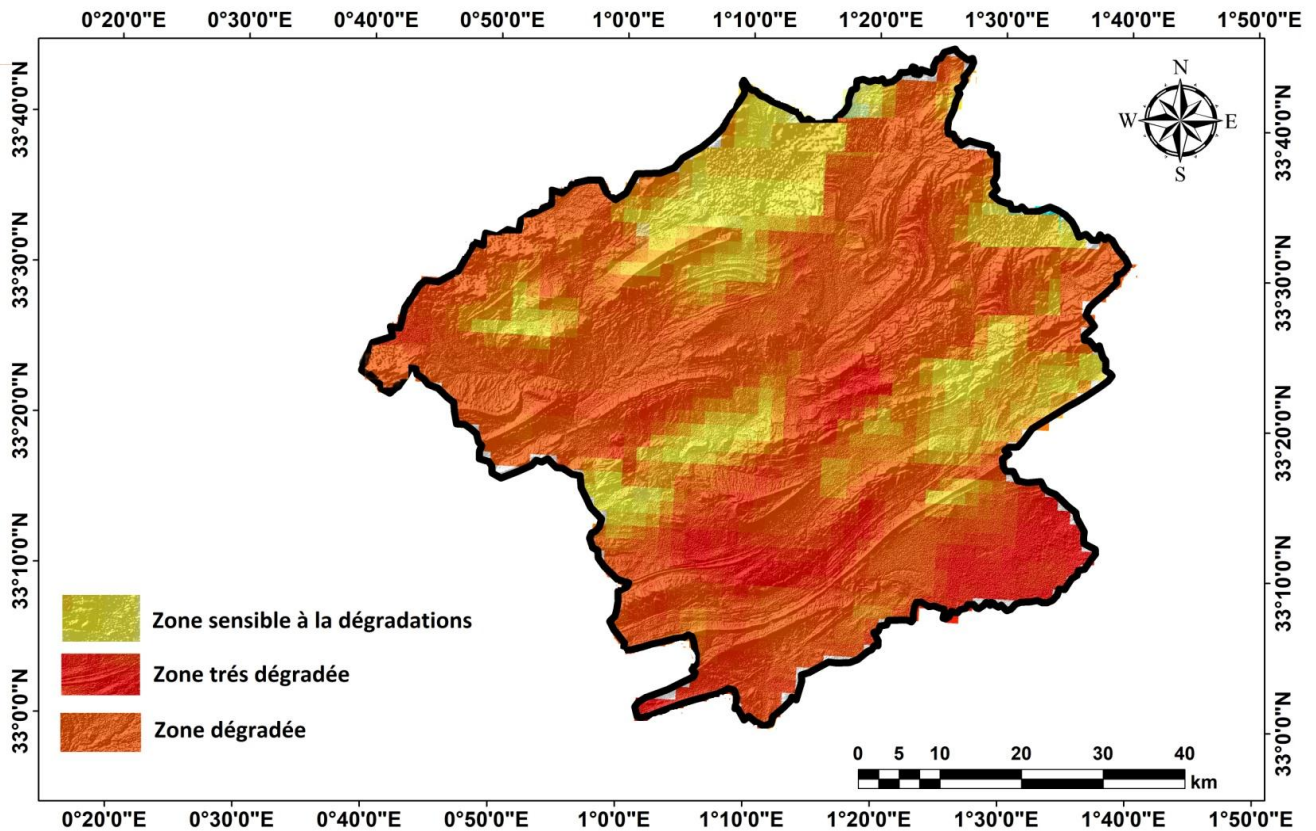 0°20'0"E 0°30'0"E 0°40'0"E 0°50'0"E 1°00'0"E 1°10'0"E 1°20'0"E 1°30'0"E 1°40'0"E 1°50'0"E
N
W E
S
33°40'0"N 33°40'0"N
33°30'0"N 33°30'0"N
33°20'0"N 33°20'0"N
33°10'0"N 33°10'0"N
33°0'0"N 33°0'0"N
Zone sensible à la dégradations
Zone trés dégradée
Zone dégradée
0 5 10 20 30 40
km
0°20'0"E 0°30'0"E 0°40'0"E 0°50'0"E 1°00'0"E 1°10'0"E 1°20'0"E 1°30'0"E 1°40'0"E 1°50'0"E